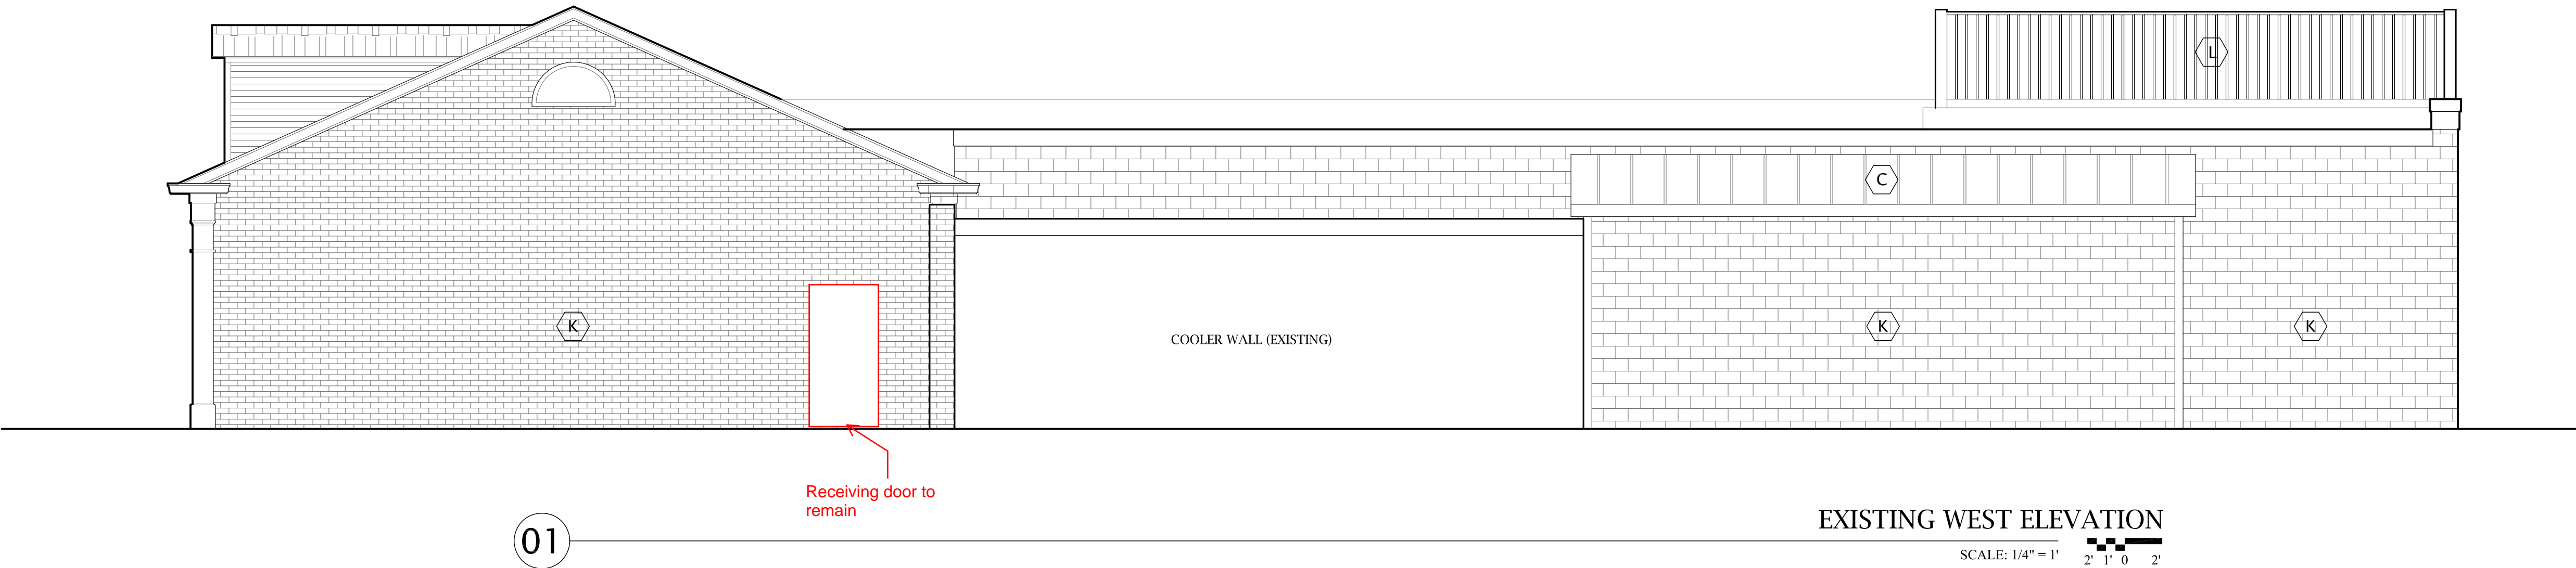 L
C
K
K
K
COOLER WALL (EXISTING)
Receiving door to
remain
01
EXISTING WEST ELEVATION
SCALE: 1/4" = 1'
2' 1' 0 2'